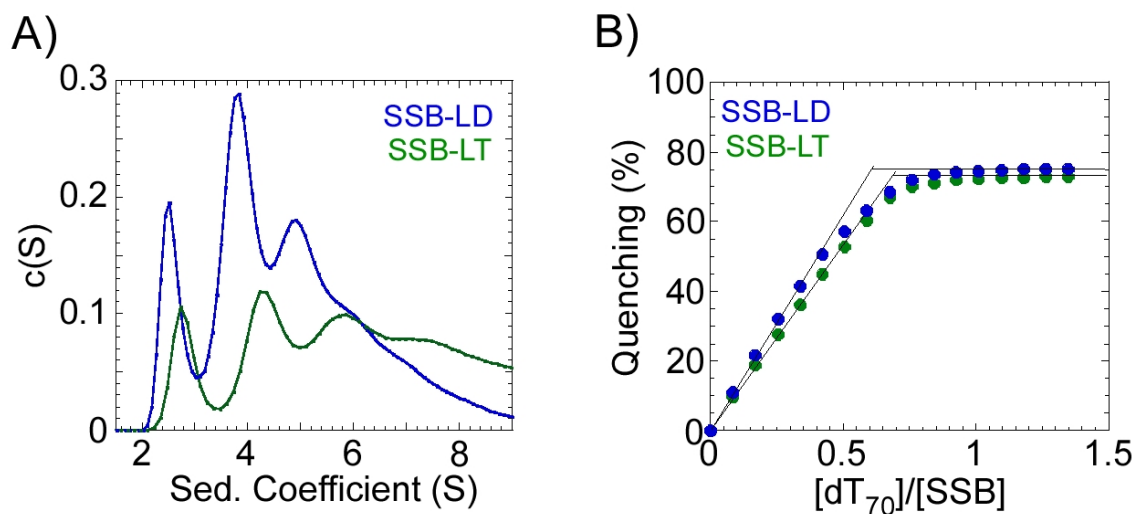 A)
SSB-LD
SSB-LT
c(S)
0.3
0.2
0.1
0
2 4 6 8
Sed. Coefficient (S)
B)
SSB-LD
SSB-LT
Quenching (%)
100
80
60
40
20
0
0 0.5 1 1.5
[dT70]/[SSB]